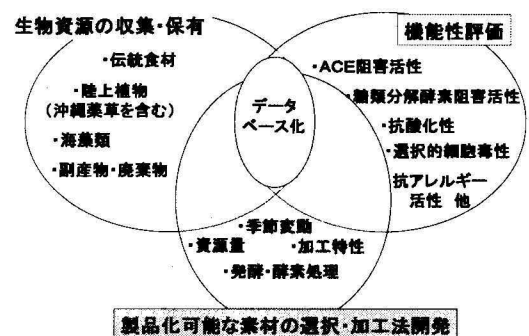 生物資源の収集・保有
・伝統食材
・陸上植物
(沖縄薬草を含む)
・海藻類
・副産物・廃棄物
データ
ベース化
機能性評価
・ACE阻害活性
・糖類分解酵素阻害活性
・抗酸化性
・選択的細胞毒性
抗アレルギー
活性 他
・季節変動
・資源量 ・加工特性
・発酵・酵素処理
製品化可能な素材の選択・加工法開発